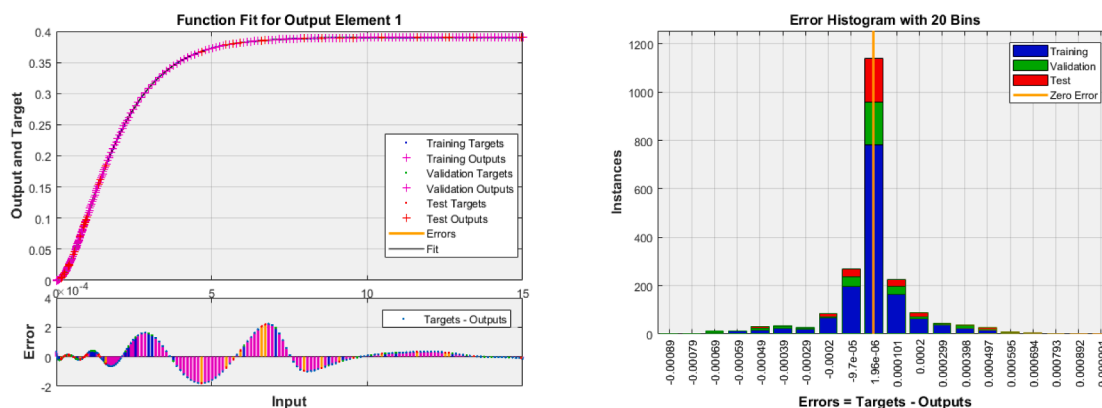 Function Fit for Output Element 1
Output and Target
0.4
0.35
0.3
0.25
0.2
0.15
0.1
0.05
0
Training Targets
Training Outputs
Validation Targets
Validation Outputs
Test Targets
Test Outputs
Errors
Fit
0 5 10 15
×10-4
Error
4
2
0
-2
Targets - Outputs
0 5 10 15
Input
Error Histogram with 20 Bins
Instances
1200
1000
800
600
400
200
0
Training
Validation
Test
Zero Error
-0.00089
-0.00079
-0.00069
-0.00059
-0.00049
-0.00039
-0.00029
-0.0002
-9.7e-05
1.96e-06
0.000101
0.0002
0.000299
0.000398
0.000497
0.000595
0.000694
0.000793
0.000892
Errors = Targets - Outputs